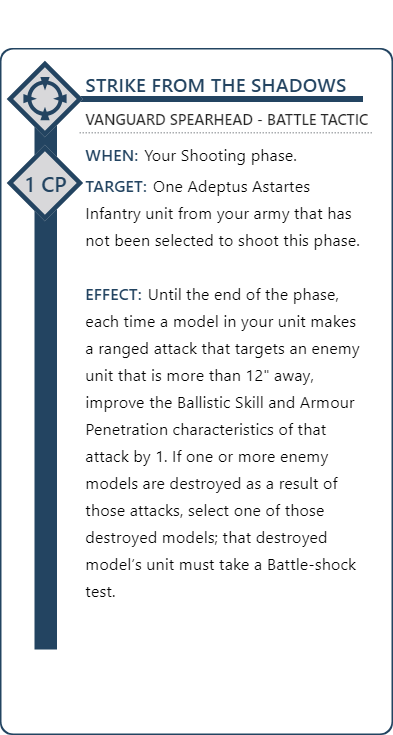 STRIKE FROM THE SHADOWS
VANGUARD SPEARHEAD - BATTLE TACTIC
WHEN: Your Shooting phase.
1 CP
TARGET: One Adeptus Astartes
Infantry unit from your army that has
not been selected to shoot this phase.
EFFECT: Until the end of the phase,
each time a model in your unit makes
a ranged attack that targets an enemy
unit that is more than 12" away,
improve the Ballistic Skill and Armour
Penetration characteristics of that
attack by 1. If one or more enemy
models are destroyed as a result of
those attacks, select one of those
destroyed models; that destroyed
model’s unit must take a Battle-shock
test.